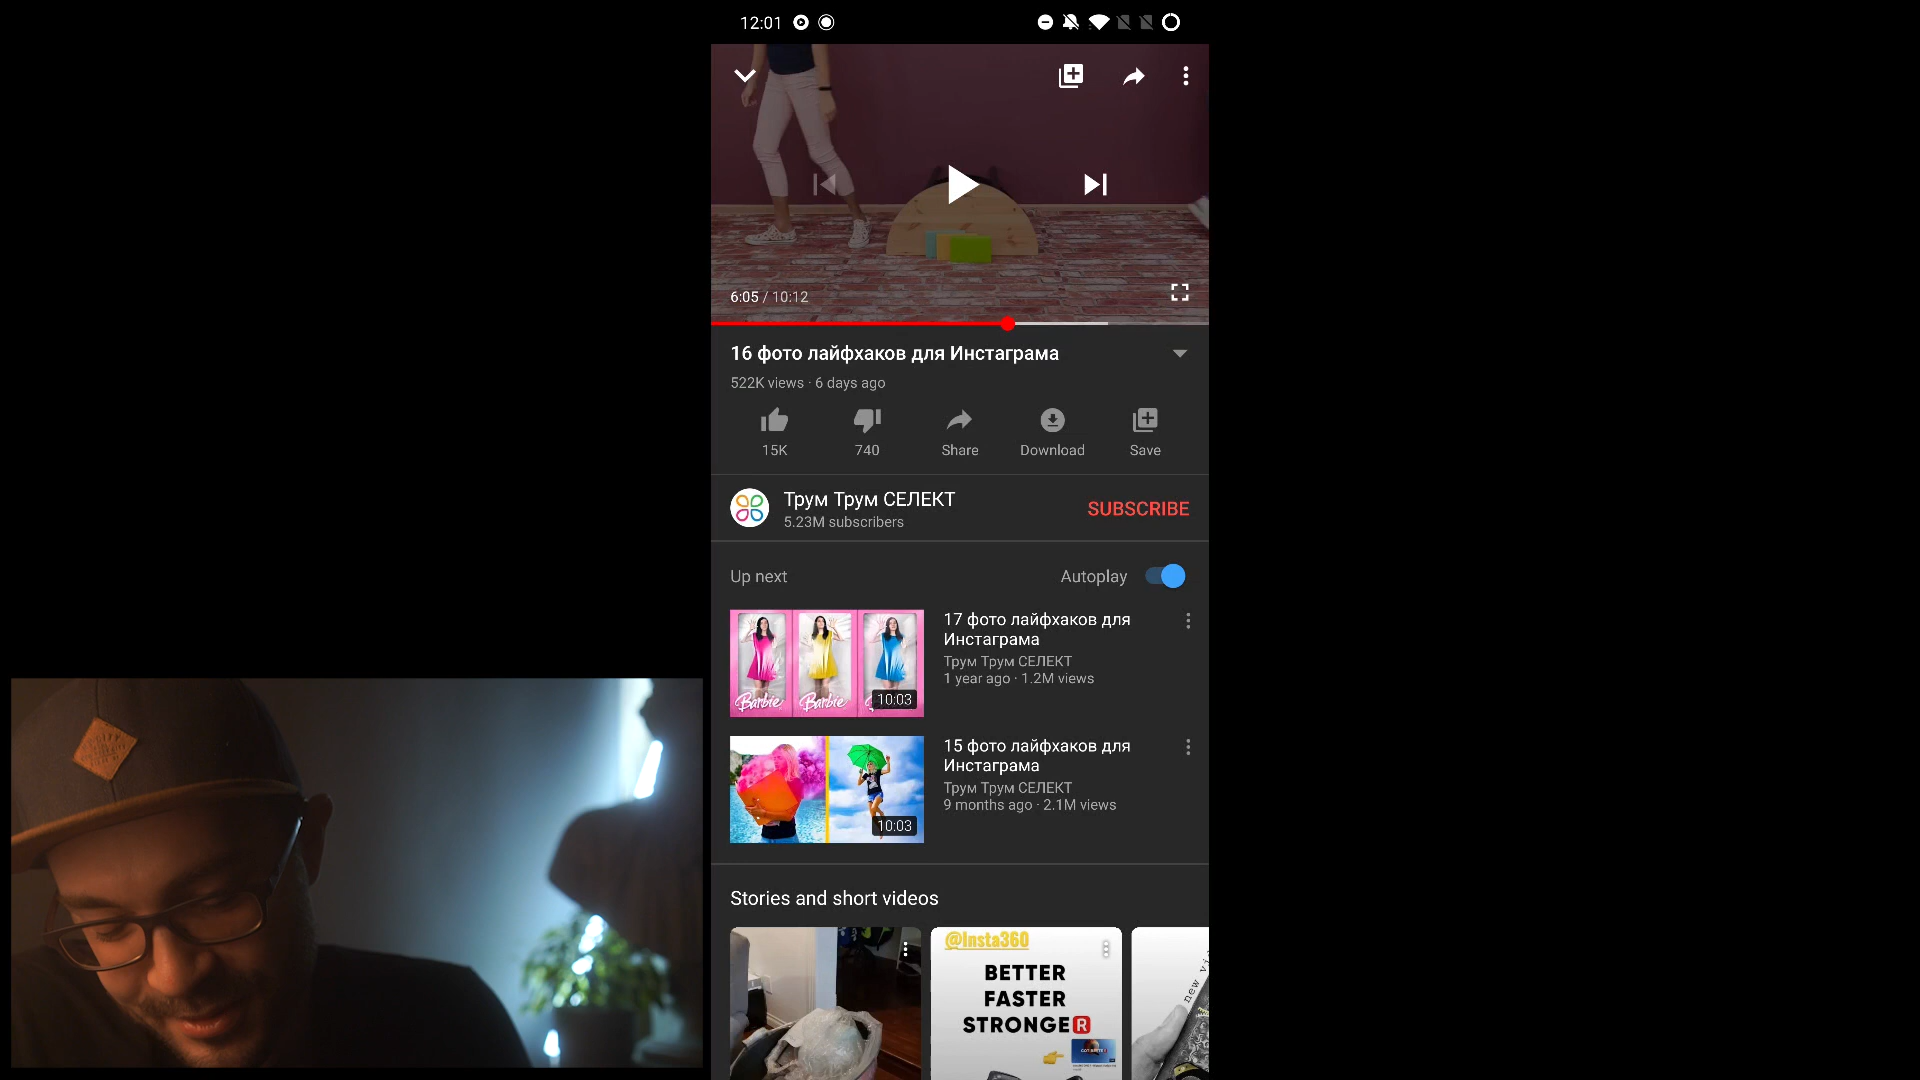 12:01
6:05 / 10:12
16 фото лайфхаков для Инстаграма
522K views · 6 days ago
15K
740
Share
Download
Save
Трум Трум СЕЛЕКТ
5.23M subscribers
SUBSCRIBE
Up next
Autoplay
Barbie
Barbie
10:03
17 фото лайфхаков для
Инстаграма
Трум Трум СЕЛЕКТ
1 year ago · 1.2M views
10:03
15 фото лайфхаков для
Инстаграма
Трум Трум СЕЛЕКТ
9 months ago · 2.1M views
Stories and short videos
@Insta360
BETTER
FASTER
STRONGER
new